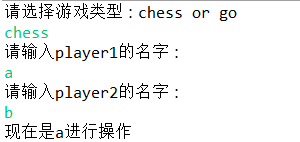 请选择游戏类型：chess or go
chess
请输入player1的名字：
a
请输入player2的名字：
b
现在是a进行操作